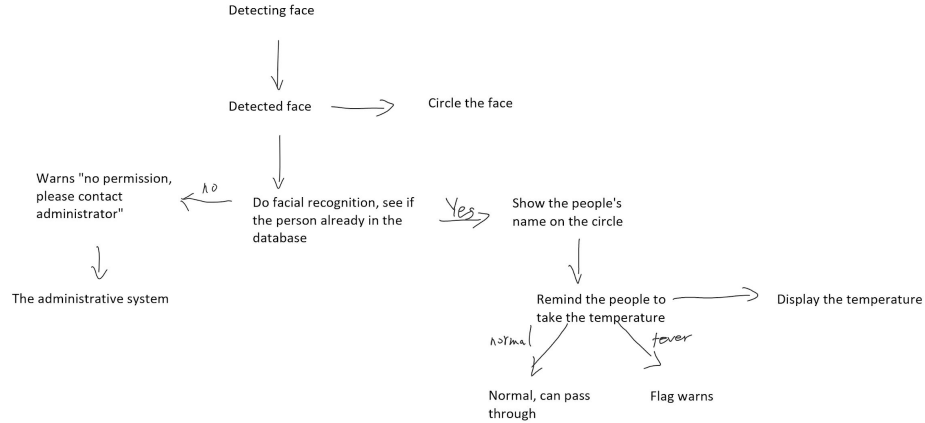 Detecting face
Detected face
Circle the face
Warns "no permission,
please contact
administrator"
no
Do facial recognition, see if
the person already in the
database
Yes
Show the people's
name on the circle
The administrative system
Remind the people to
take the temperature
Display the temperature
normal
fever
Normal, can pass
through
Flag warns